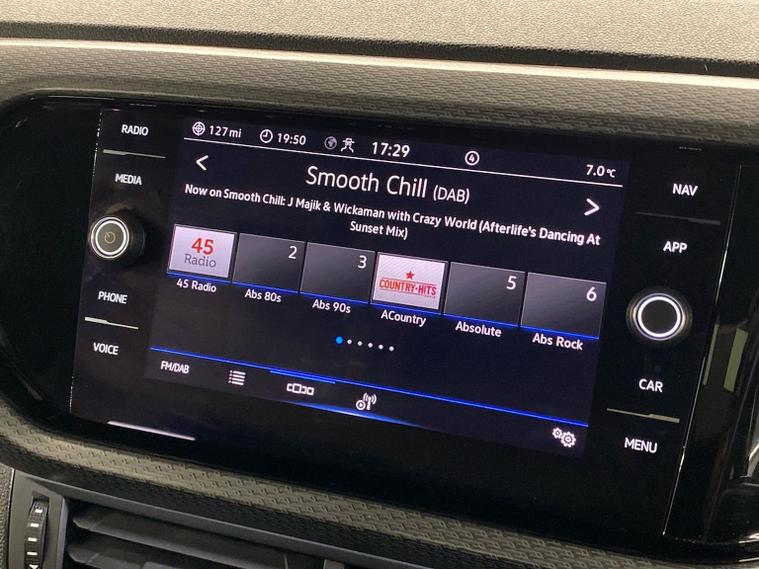 RADIO
MEDIA
PHONE
VOICE
127 mi
19:50
17:29
4
7.0°C
< Smooth Chill (DAB) >
Now on Smooth Chill: J Majik & Wickaman with Crazy World (Afterlife's Dancing At
Sunset Mix)
45
Radio
2
3
COUNTRY HITS
5
6
45 Radio
Abs 80s
Abs 90s
ACountry
Absolute
Abs Rock
FM/DAB
NAV
APP
CAR
MENU